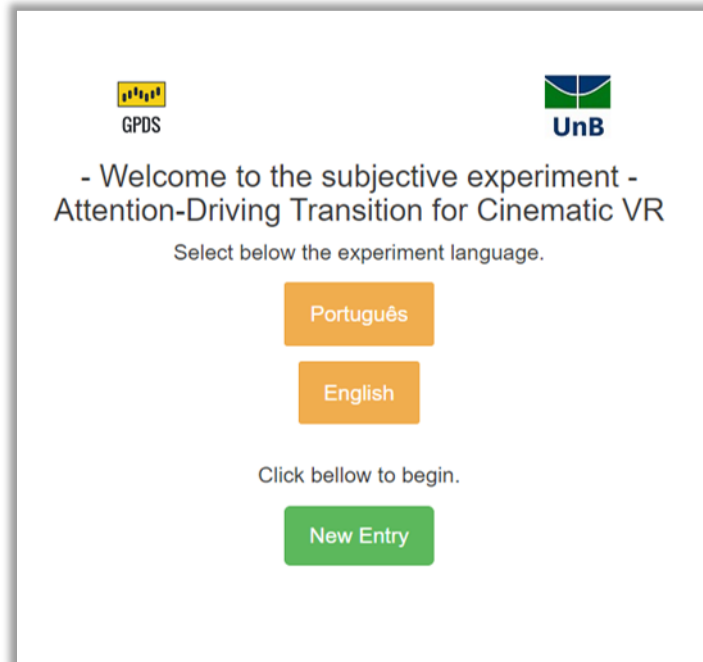 GPDS
UnB
- Welcome to the subjective experiment -
Attention-Driving Transition for Cinematic VR
Select below the experiment language.
Português
English
Click bellow to begin.
New Entry